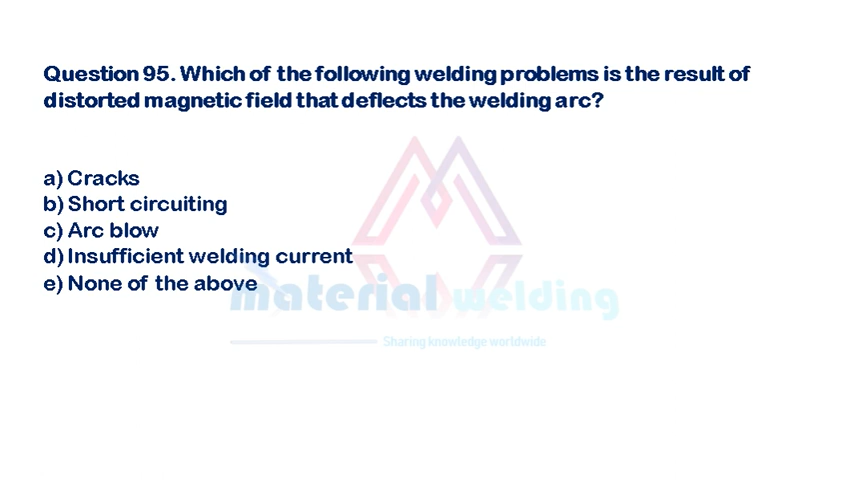 Question 95. Which of the following welding problems is the result of
distorted magnetic field that deflects the welding arc?
a) Cracks
b) Short circuiting
c) Arc blow
d) Insufficient welding current
e) None of the above
material welding
Sharing knowledge worldwide